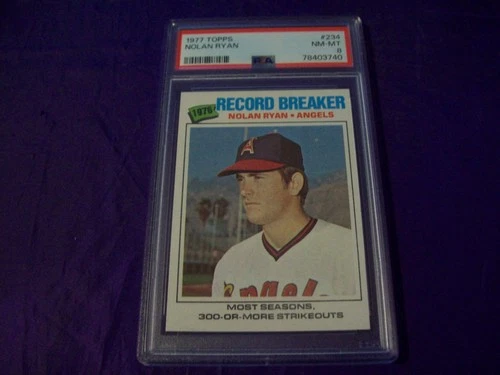 1977 TOPPS #234
NOLAN RYAN NM-MT
8
PSA 78403740
1976 RECORD BREAKER
NOLAN RYAN • ANGELS
A
Angels
MOST SEASONS,
300-OR-MORE STRIKEOUTS